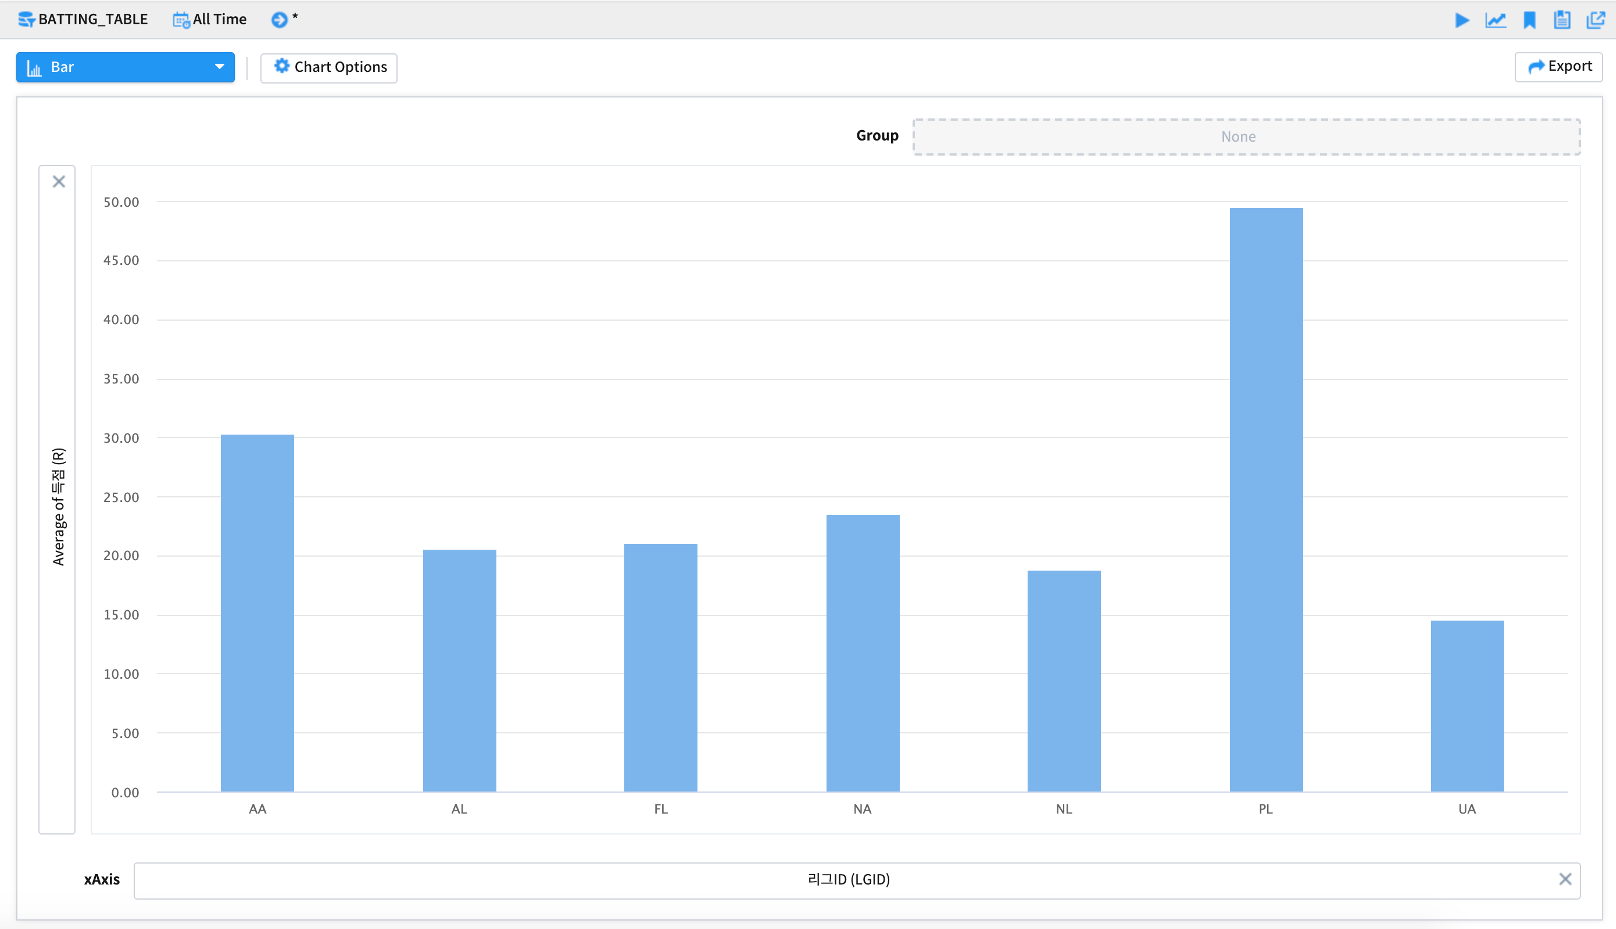 BATTING_TABLE All Time *
Bar Chart Options Export
Group None
50.00
45.00
40.00
35.00
30.00
25.00
20.00
15.00
10.00
5.00
0.00
Average of 득점 (R)
AA AL FL NA NL PL UA
xAxis 리그ID (LGID)